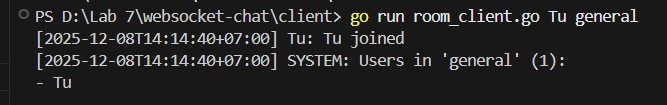 PS D:\Lab 7\websocket-chat\client> go run room_client.go Tu general
[2025-12-08T14:14:40+07:00] Tu: Tu joined
[2025-12-08T14:14:40+07:00] SYSTEM: Users in 'general' (1):
- Tu